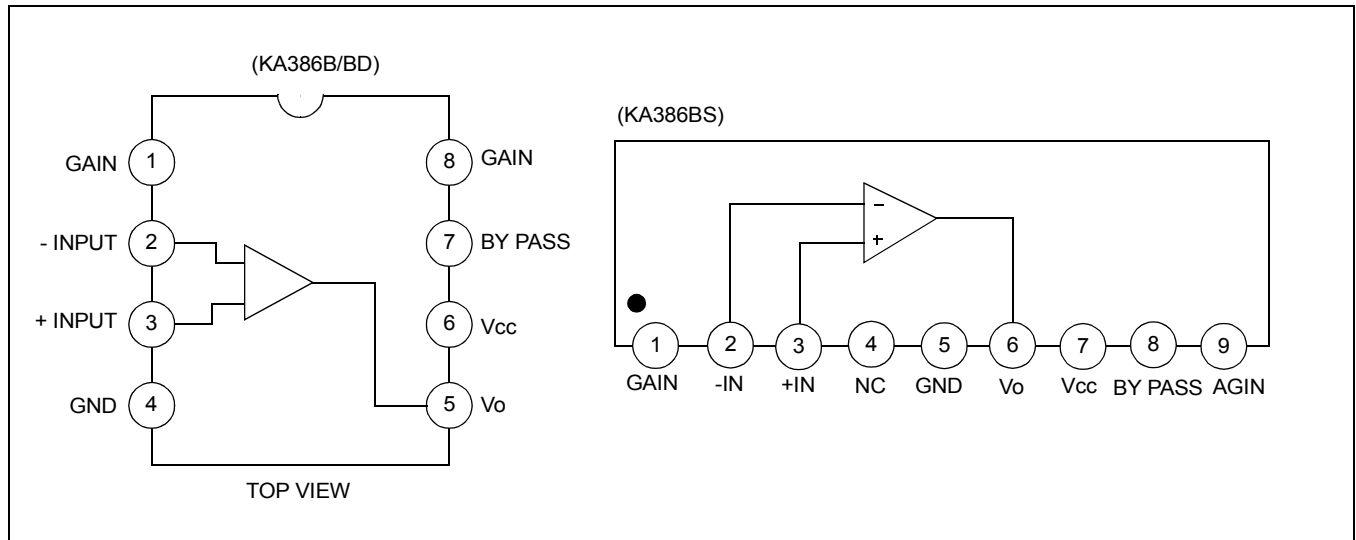 (KA386B/BD)
GAIN 1
8 GAIN
- INPUT 2
7 BY PASS
+ INPUT 3
6 Vcc
GND 4
5 Vo
TOP VIEW
(KA386BS)
-
+
1 2 3 4 5 6 7 8 9
GAIN -IN +IN NC GND Vo Vcc BY PASS AGIN